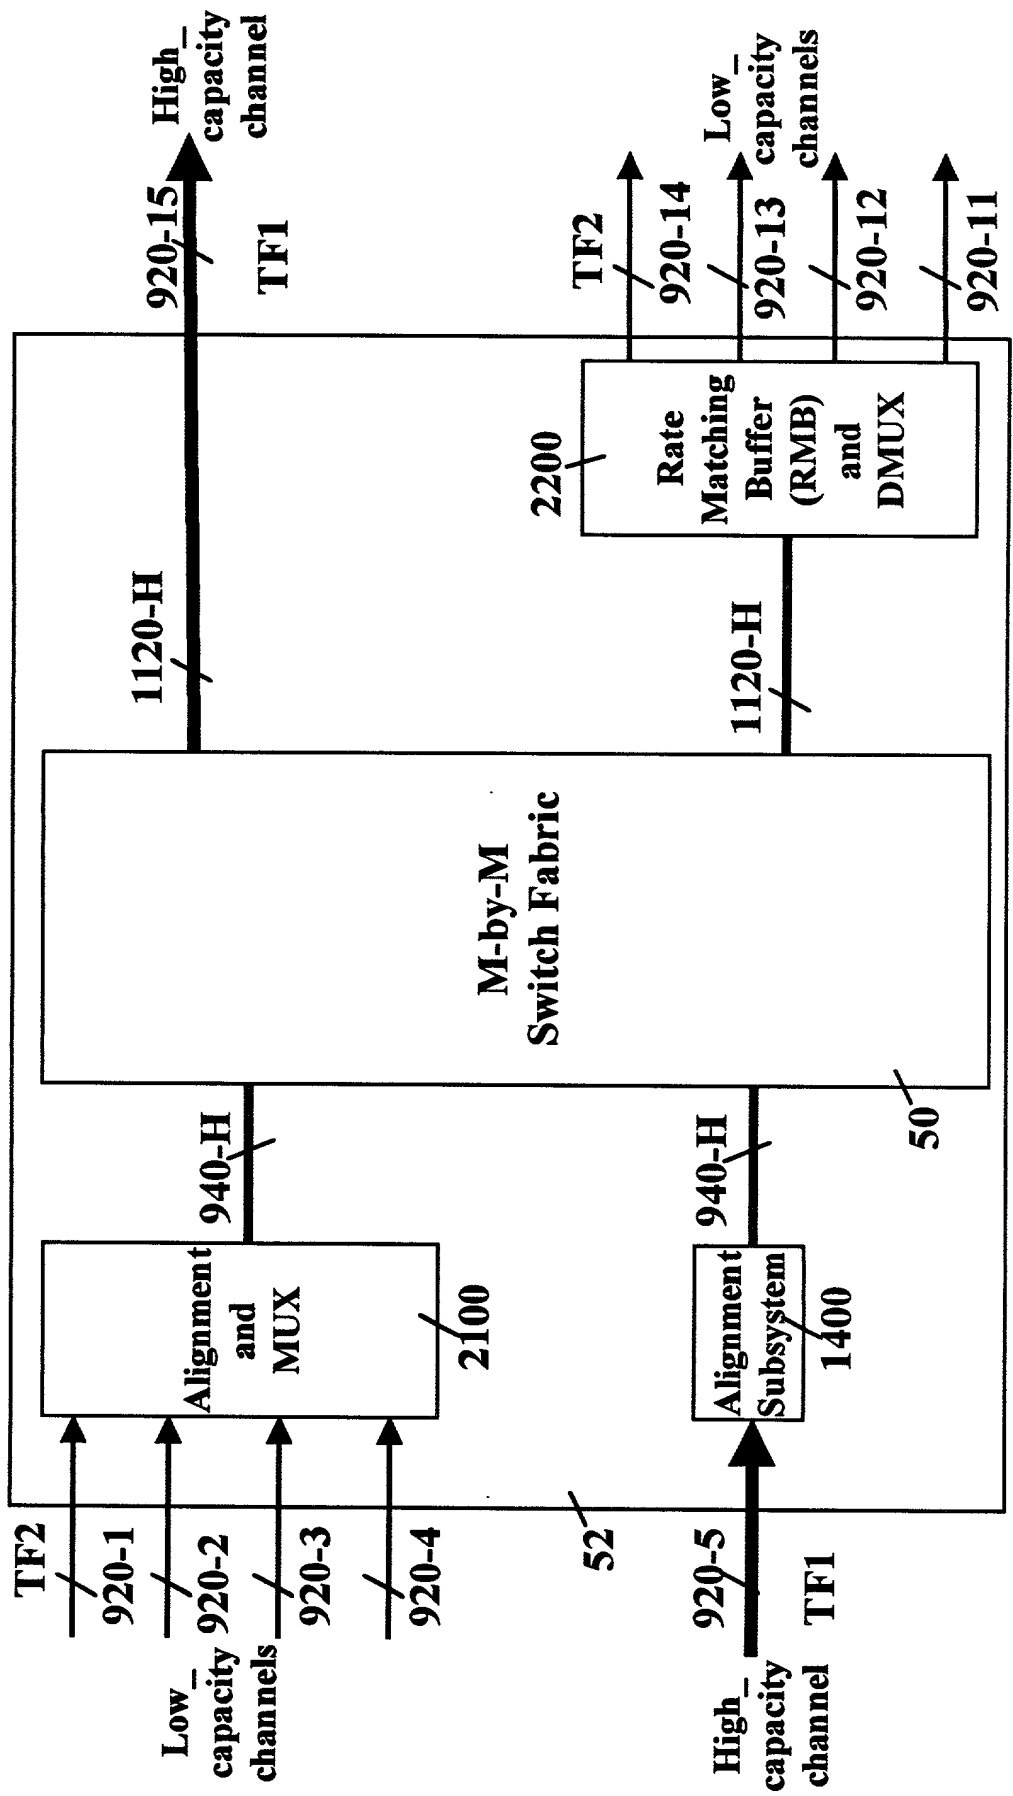 Low_
capacity
channels
TF2
920-1
920-2
920-3
920-4
High_
capacity
channel
920-5
TF1
52
Alignment
and
MUX
2100
Alignment
Subsystem
1400
940-H
940-H
M-by-M
Switch Fabric
50
1120-H
1120-H
2200
Rate
Matching
Buffer
(RMB)
and
DMUX
920-15
TF1
High_
capacity
channel
TF2
920-14
920-13
920-12
920-11
Low_
capacity
channels